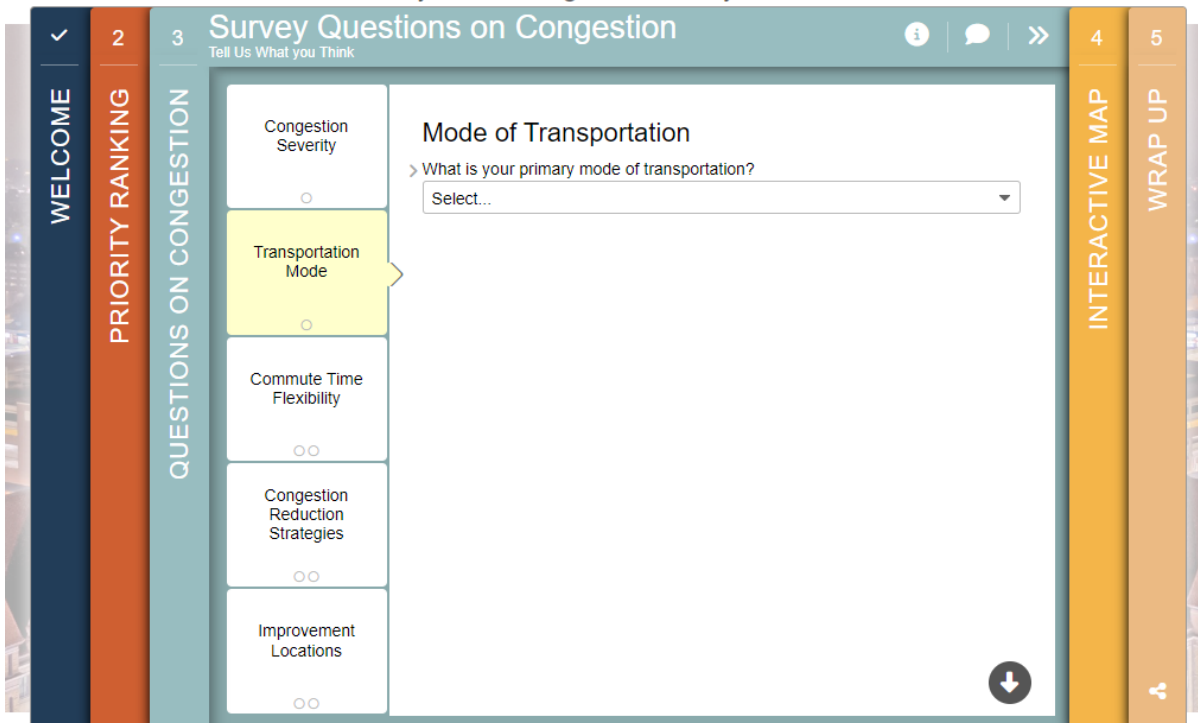 WELCOME
2
PRIORITY RANKING
3
QUESTIONS ON CONGESTION
Survey Questions on Congestion
Tell Us What you Think
Congestion
Severity
Transportation
Mode
Commute Time
Flexibility
Congestion
Reduction
Strategies
Improvement
Locations
Mode of Transportation
What is your primary mode of transportation?
Select...
4
INTERACTIVE MAP
5
WRAP UP